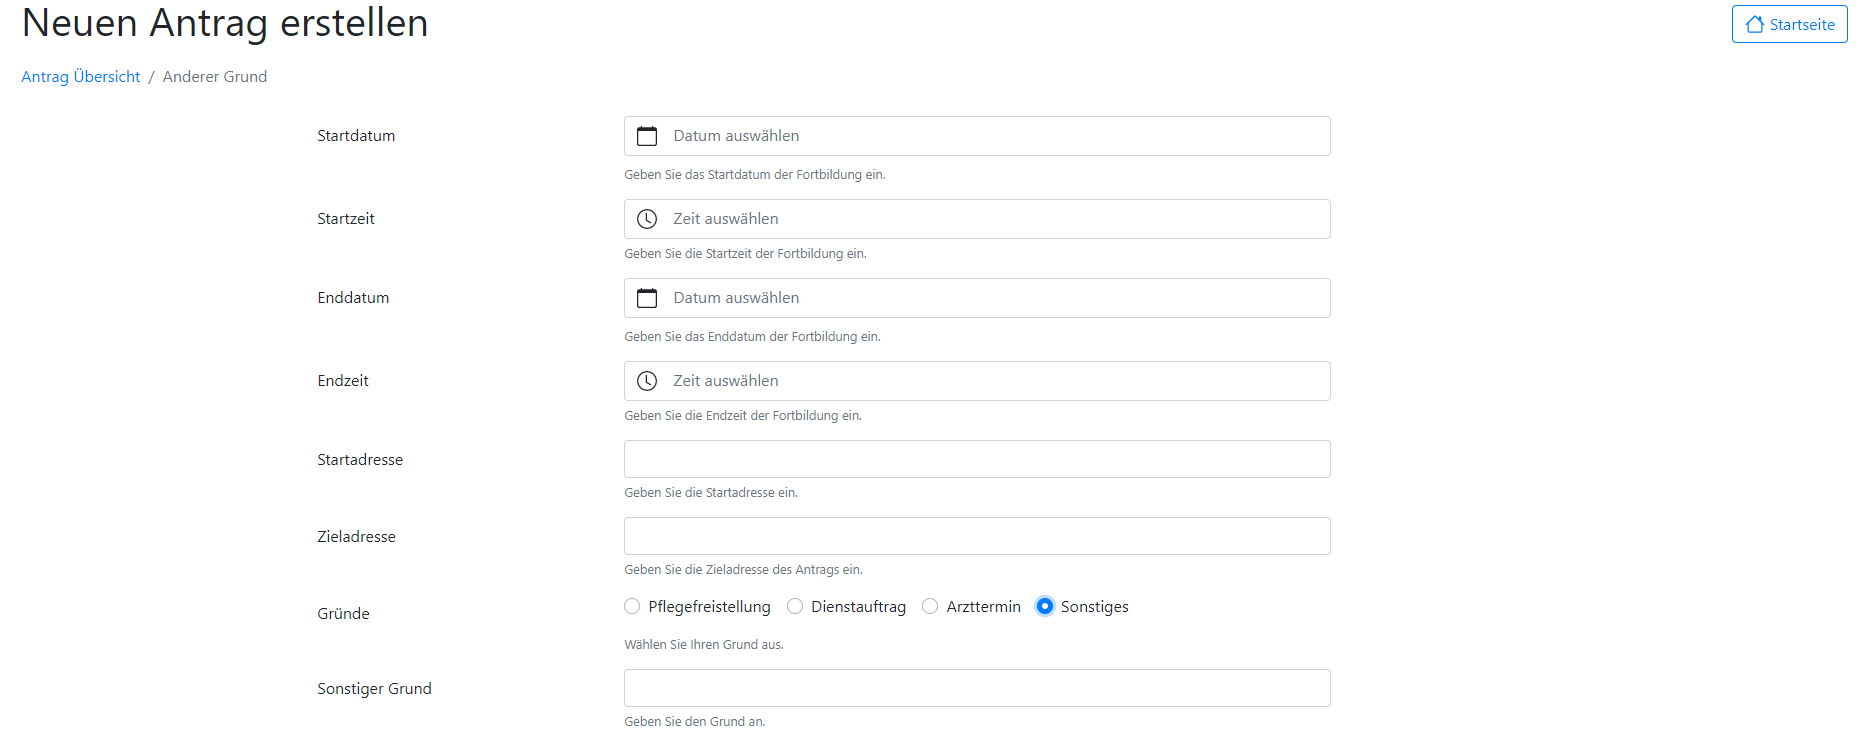 Neuen Antrag erstellen
Startseite
Antrag Übersicht / Anderer Grund
Startdatum
Datum auswählen
Geben Sie das Startdatum der Fortbildung ein.
Startzeit
Zeit auswählen
Geben Sie die Startzeit der Fortbildung ein.
Enddatum
Datum auswählen
Geben Sie das Enddatum der Fortbildung ein.
Endzeit
Zeit auswählen
Geben Sie die Endzeit der Fortbildung ein.
Startadresse
Geben Sie die Startadresse ein.
Zieladresse
Geben Sie die Zieladresse des Antrags ein.
Gründe
Pflegefreistellung Dienstauftrag Arzttermin Sonstiges
Wählen Sie Ihren Grund aus.
Sonstiger Grund
Geben Sie den Grund an.